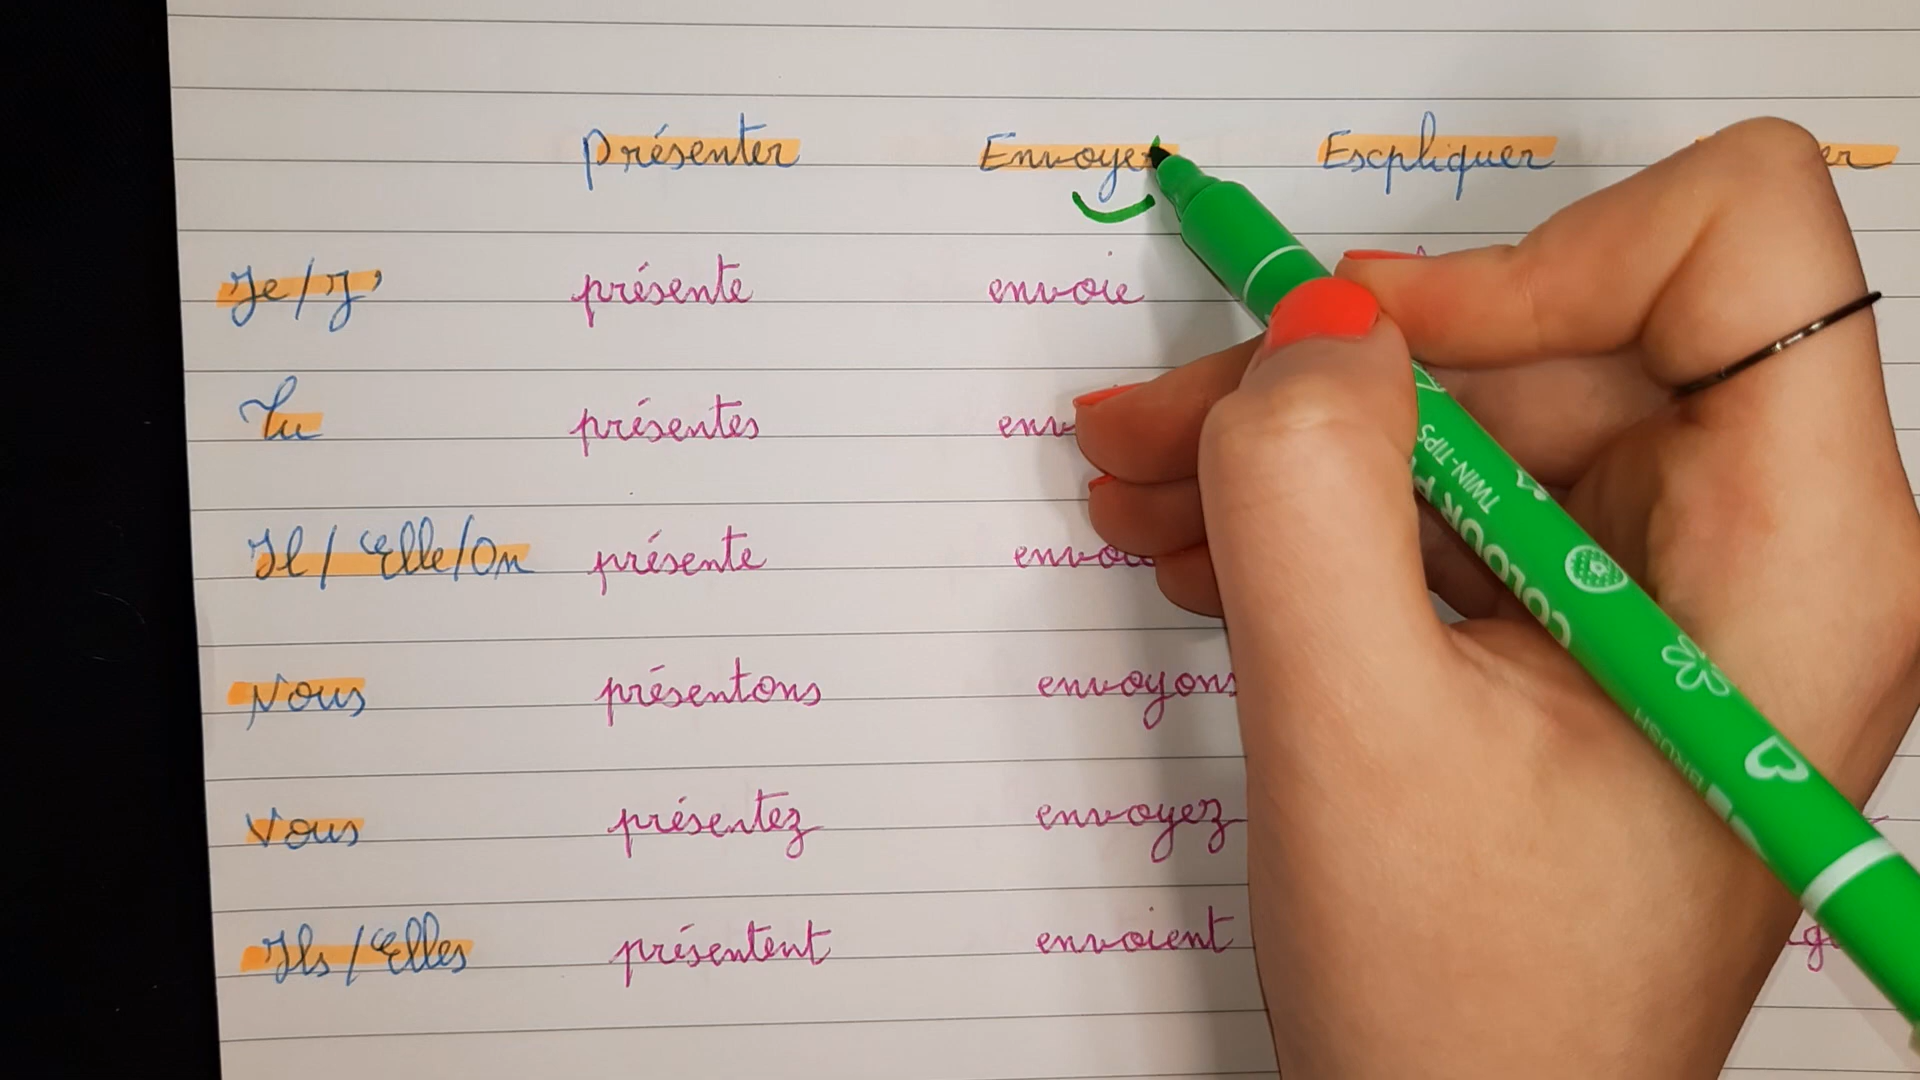 Présenter Envoyer Expliquer
Je/J' présente envoie
Tu présentes
Il/Elle/On présente
Nous présentons envoyons
Vous présentez envoyez
Ils/Elles présentent envoient
TWIN-TIPS
COLOUR
BRUSH